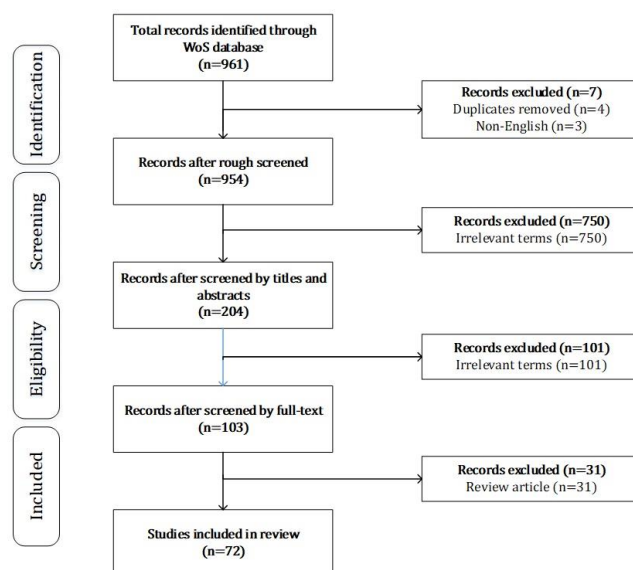 Identification
Total records identified through
WoS database
(n=961)
Records excluded (n=7)
Duplicates removed (n=4)
Non-English (n=3)
Records after rough screened
(n=954)
Screening
Records excluded (n=750)
Irrelevant terms (n=750)
Records after screened by titles and
abstracts
(n=204)
Eligibility
Records excluded (n=101)
Irrelevant terms (n=101)
Records after screened by full-text
(n=103)
Included
Records excluded (n=31)
Review article (n=31)
Studies included in review
(n=72)